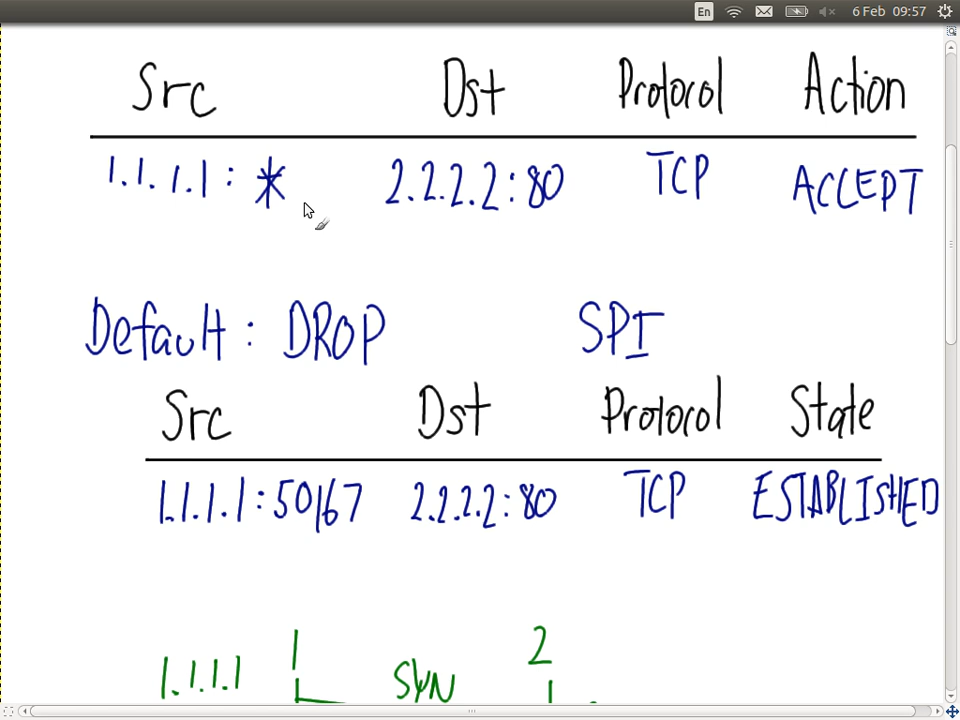 En 6 Feb 09:57
Src Dst Protocol Action
1.1.1.1:* 2.2.2.2:80 TCP ACCEPT
Default: DROP SPI
Src Dst Protocol State
1.1.1.1:50167 2.2.2.2:80 TCP ESTABLISHED
1 2
1.1.1.1 SYN